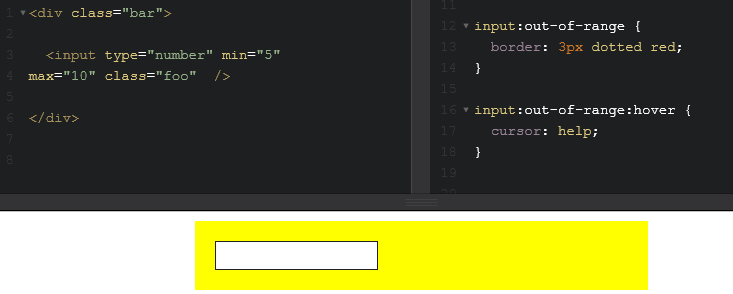 1 <div class="bar">
2
3 <input type="number" min="5"
4 max="10" class="foo" />
5
6 </div>
7
8
11
12 input:out-of-range {
13 border: 3px dotted red;
14 }
15
16 input:out-of-range:hover {
17 cursor: help;
18 }
19